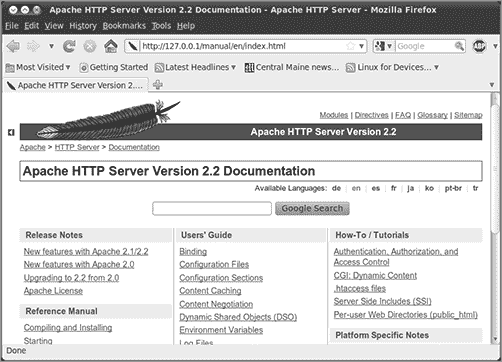 Apache HTTP Server Version 2.2 Documentation - Apache HTTP Server - Mozilla Firefox
File Edit View History Bookmarks Tools Help
http://127.0.0.1/manual/en/index.html
Google
ABP
Most Visited Getting Started Latest Headlines Central Maine news... Linux for Devices...
Apache HTTP Server Version 2....
Modules | Directives | FAQ | Glossary | Sitemap
Apache HTTP Server Version 2.2
Apache > HTTP Server > Documentation
Apache HTTP Server Version 2.2 Documentation
Available Languages: de | en | es | fr | ja | ko | pt-br | tr
Google Search
Release Notes
New features with Apache 2.1/2.2
New features with Apache 2.0
Upgrading to 2.2 from 2.0
Apache License
Reference Manual
Compiling and Installing
Starting
Users' Guide
Binding
Configuration Files
Configuration Sections
Content Caching
Content Negotiation
Dynamic Shared Objects (DSO)
Environment Variables
Log Files
How-To / Tutorials
Authentication, Authorization, and
Access Control
CGI: Dynamic Content
.htaccess files
Server Side Includes (SSI)
Per-user Web Directories (public_html)
Platform Specific Notes
Done